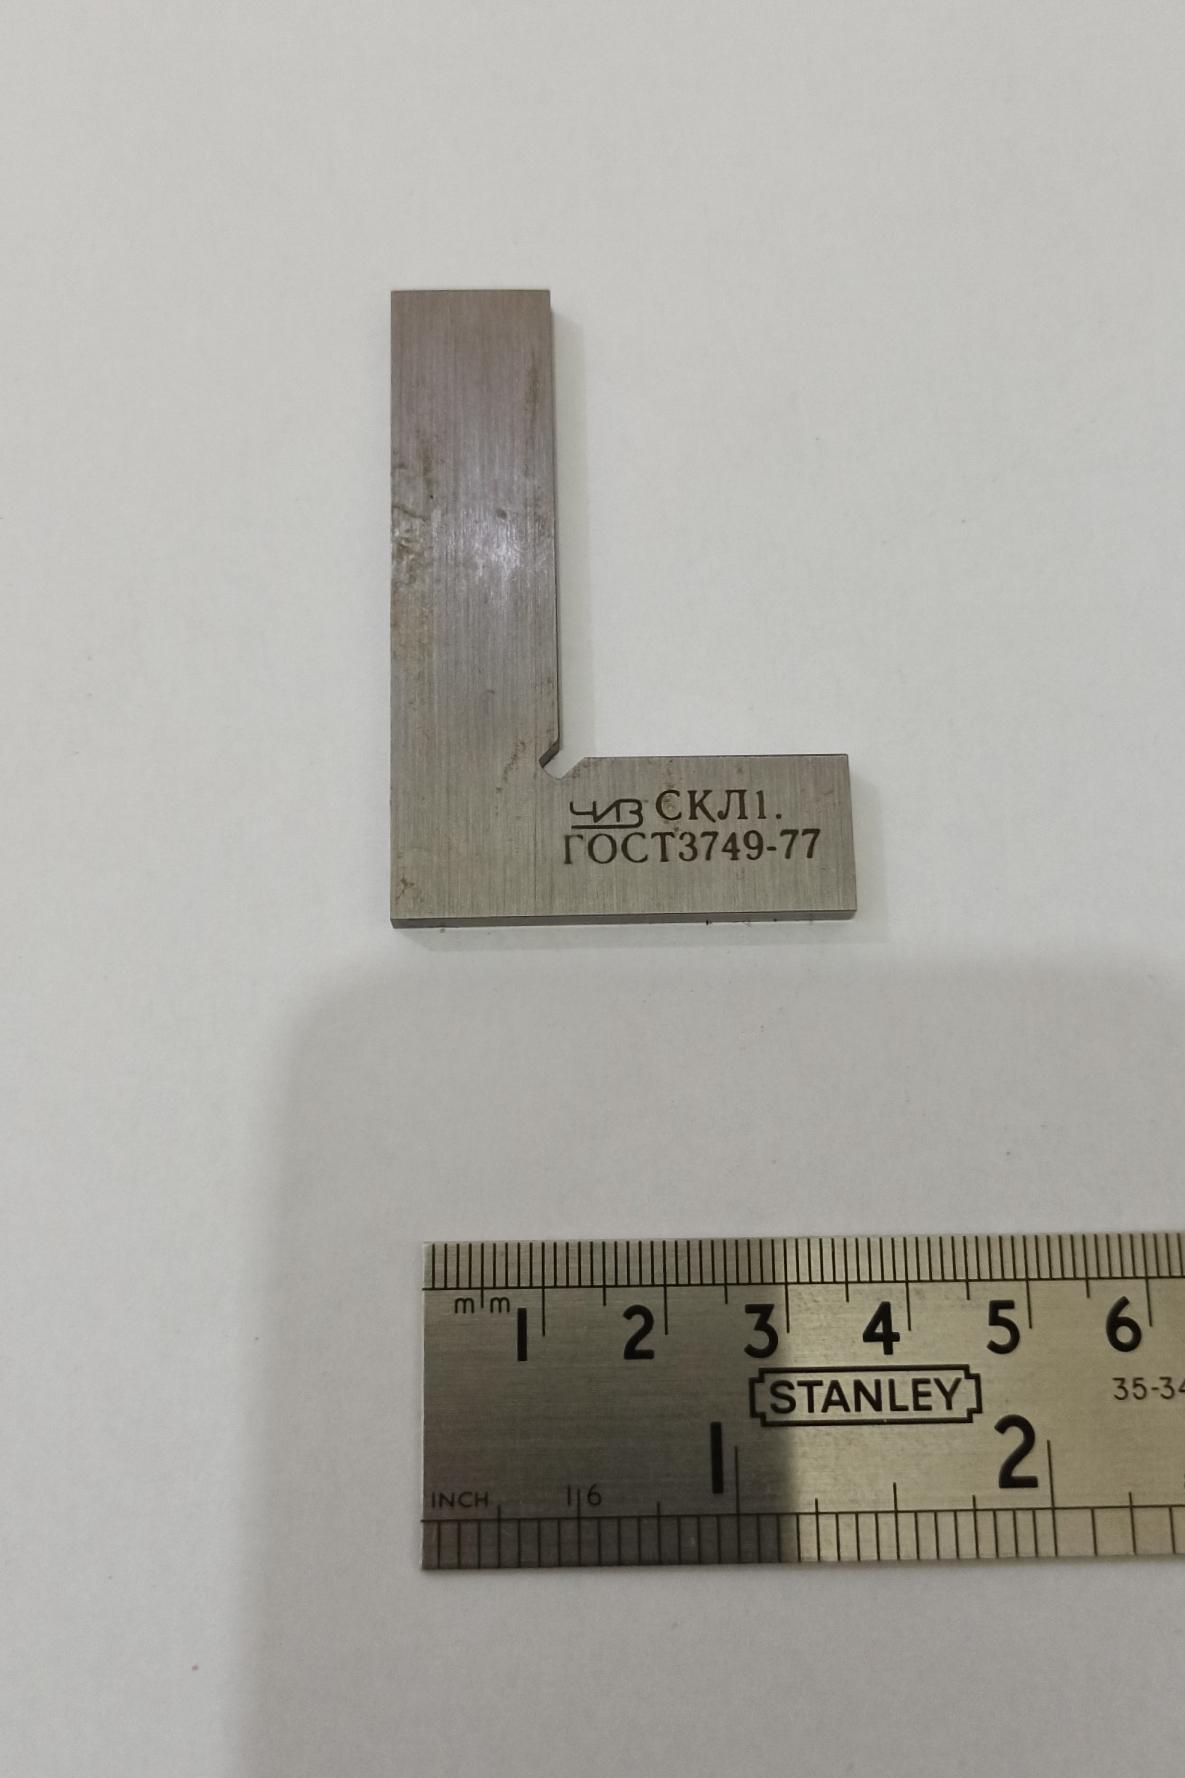 ЧИЗ СКЛ1.
ГОСТ3749-77
mm 1 2 3 4 5 6
STANLEY
35-34
1 2
INCH 16